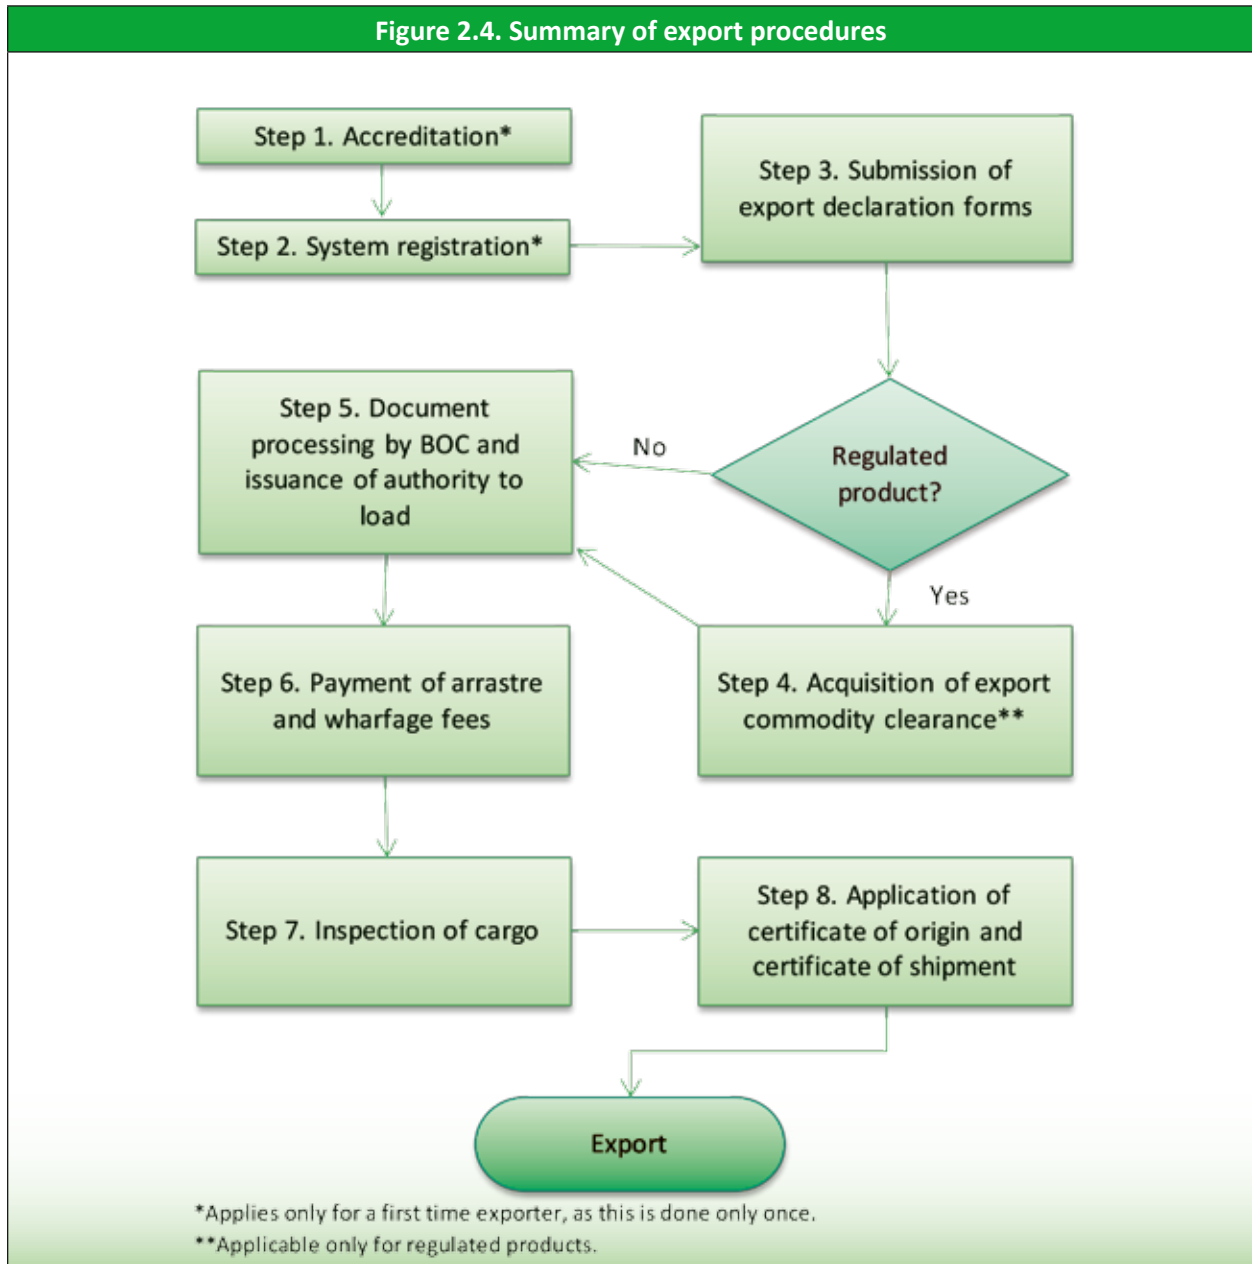 Figure 2.4. Summary of export procedures
Step 1. Accreditation*
Step 2. System registration*
Step 3. Submission of
export declaration forms
Regulated
product?
No
Yes
Step 4. Acquisition of export
commodity clearance**
Step 5. Document
processing by BOC and
issuance of authority to
load
Step 6. Payment of arrastre
and wharfage fees
Step 7. Inspection of cargo
Step 8. Application of
certificate of origin and
certificate of shipment
Export
*Applies only for a first time exporter, as this is done only once.
**Applicable only for regulated products.